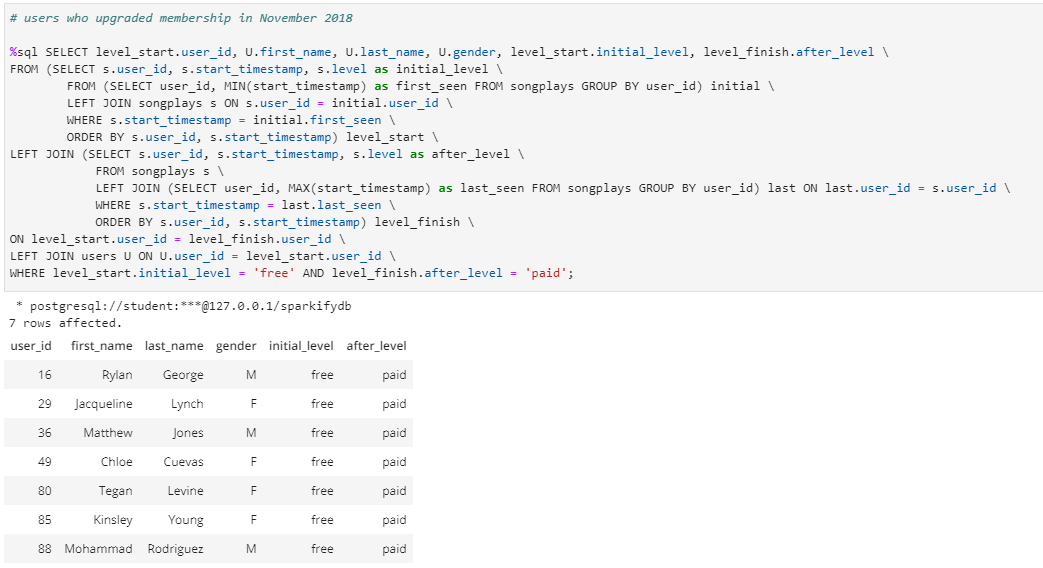 # users who upgraded membership in November 2018
%sql SELECT level_start.user_id, U.first_name, U.last_name, U.gender, level_start.initial_level, level_finish.after_level \
FROM (SELECT s.user_id, s.start_timestamp, s.level as initial_level \
FROM (SELECT user_id, MIN(start_timestamp) as first_seen FROM songplays GROUP BY user_id) initial \
LEFT JOIN songplays s ON s.user_id = initial.user_id \
WHERE s.start_timestamp = initial.first_seen \
ORDER BY s.user_id, s.start_timestamp) level_start \
LEFT JOIN (SELECT s.user_id, s.start_timestamp, s.level as after_level \
FROM songplays s \
LEFT JOIN (SELECT user_id, MAX(start_timestamp) as last_seen FROM songplays GROUP BY user_id) last ON last.user_id = s.user_id \
WHERE s.start_timestamp = last.last_seen \
ORDER BY s.user_id, s.start_timestamp) level_finish \
ON level_start.user_id = level_finish.user_id \
LEFT JOIN users U ON U.user_id = level_start.user_id \
WHERE level_start.initial_level = 'free' AND level_finish.after_level = 'paid';
* postgresql://student:***@127.0.0.1/sparkifydb
7 rows affected.
user_id first_name last_name gender initial_level after_level
16 Rylan George M free paid
29 Jacqueline Lynch F free paid
36 Matthew Jones M free paid
49 Chloe Cuevas F free paid
80 Tegan Levine F free paid
85 Kinsley Young F free paid
88 Mohammad Rodriguez M free paid